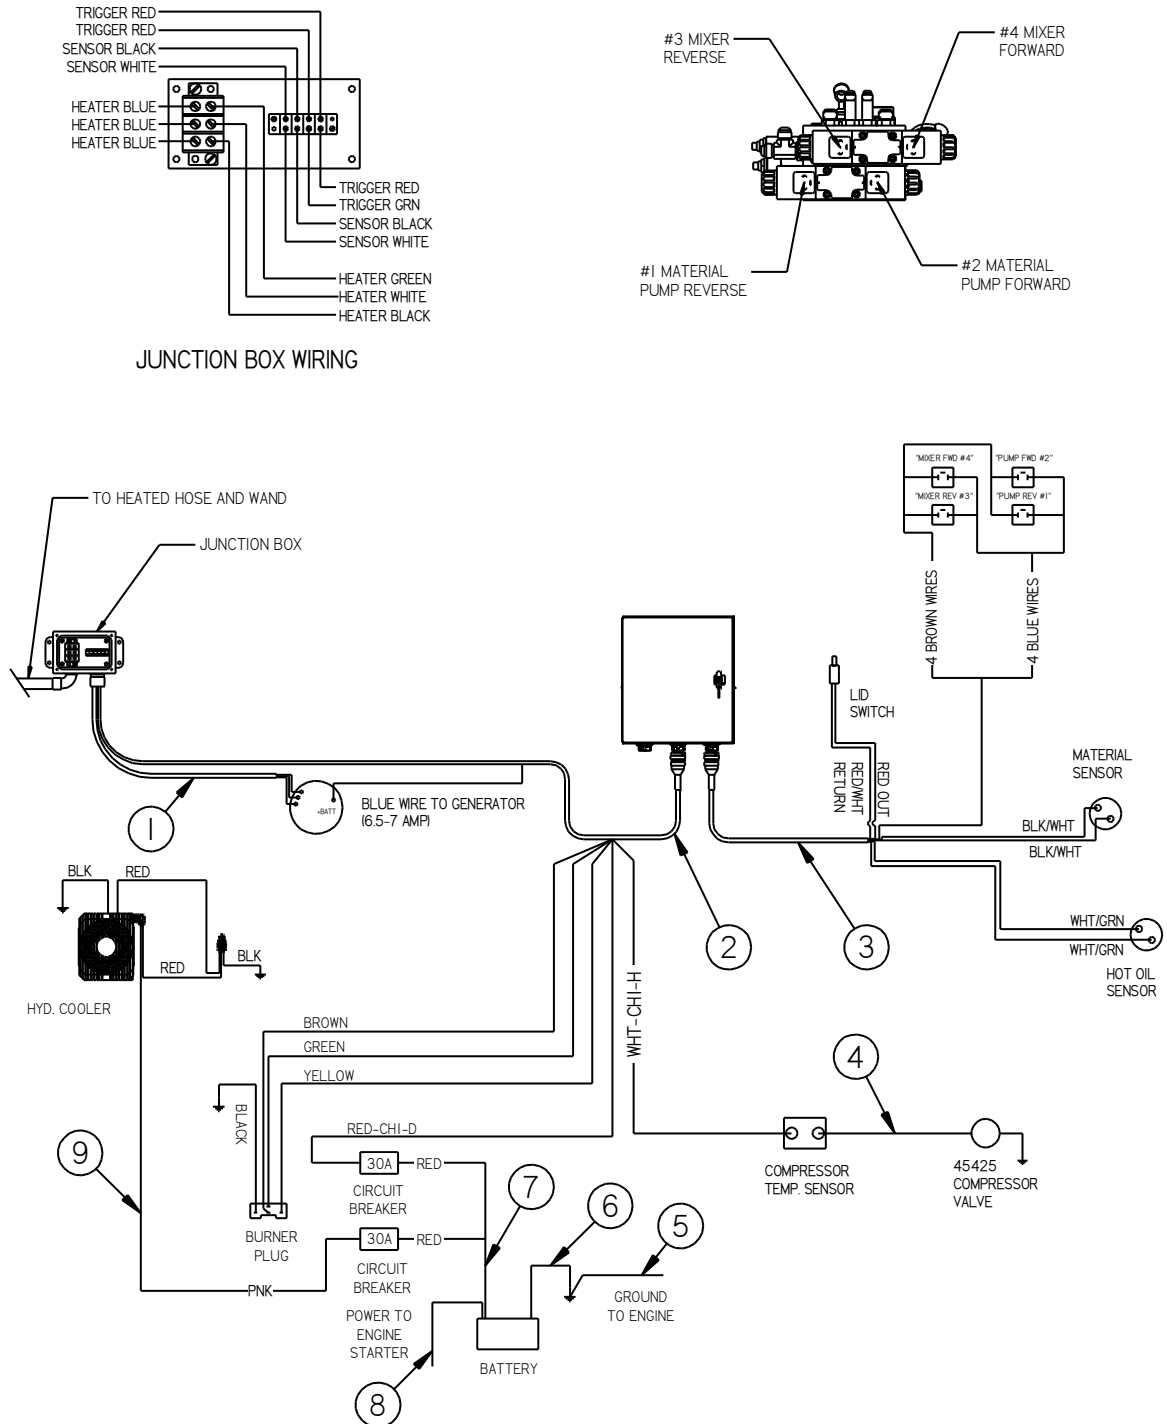 TRIGGER RED
TRIGGER RED
SENSOR BLACK
SENSOR WHITE
HEATER BLUE
HEATER BLUE
HEATER BLUE
TRIGGER RED
TRIGGER GRN
SENSOR BLACK
SENSOR WHITE
HEATER GREEN
HEATER WHITE
HEATER BLACK
JUNCTION BOX WIRING
#3 MIXER
REVERSE
#4 MIXER
FORWARD
#1 MATERIAL
PUMP REVERSE
#2 MATERIAL
PUMP FORWARD
"MIXER FWD #4"
"PUMP FWD #2"
"MIXER REV #3"
"PUMP REV #1"
4 BROWN WIRES
4 BLUE WIRES
TO HEATED HOSE AND WAND
JUNCTION BOX
LID
SWITCH
RED OUT
RED/WHT
RETURN
MATERIAL
SENSOR
BLK/WHT
BLK/WHT
+BATT
BLUE WIRE TO GENERATOR
(6.5-7 AMP)
1
2
3
WHT/GRN
WHT/GRN
HOT OIL
SENSOR
BLK
RED
BLK
RED
HYD. COOLER
BROWN
GREEN
YELLOW
BLACK
WHT-CH1-H
4
COMPRESSOR
TEMP. SENSOR
45425
COMPRESSOR
VALVE
RED-CH1-D
30A
RED
CIRCUIT
BREAKER
30A
RED
CIRCUIT
BREAKER
BURNER
PLUG
PNK
9
7
6
5
GROUND
TO ENGINE
POWER TO
ENGINE
STARTER
BATTERY
8